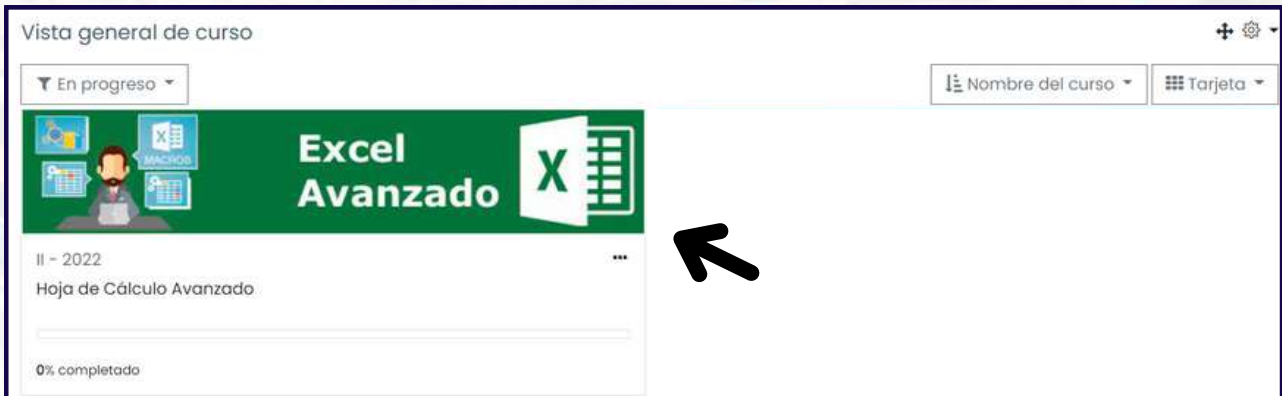 Vista general de curso
En progreso
Nombre del curso
Tarjeta
MACROS
Excel
Avanzado
X
X
II - 2022
Hoja de Cálculo Avanzado
0% completado